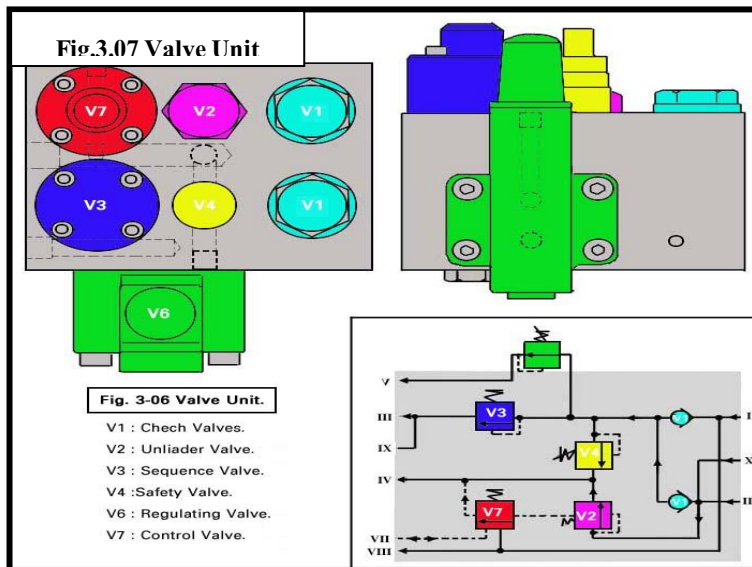 Fig.3.07 Valve Unit
V7
V2
V1
V3
V4
V1
V6
Fig. 3-06 Valve Unit.
V1 : Chech Valves.
V2 : Unliader Valve.
V3 : Sequence Valve.
V4 :Safety Valve.
V6 : Regulating Valve.
V7 : Control Valve.
V
III
V3
V1
I
IX
V4
X
IV
V7
V2
V1
II
VII
VIII